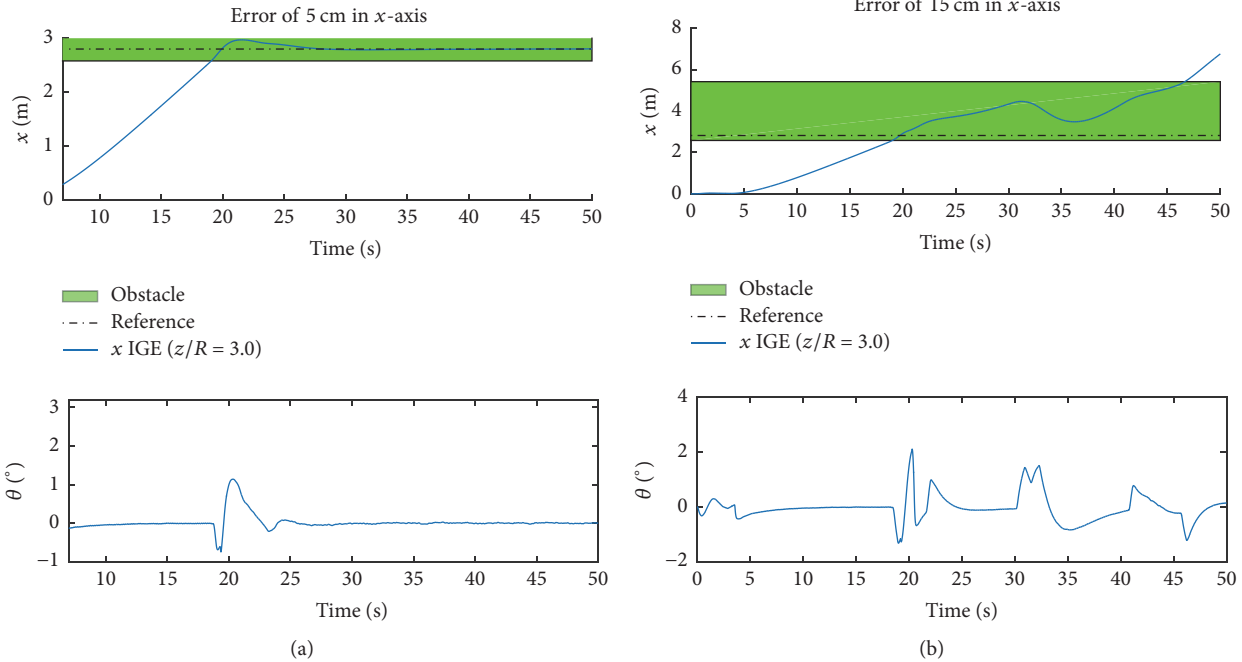 Error of 5 cm in x-axis
3
2
1
0
x (m)
10 15 20 25 30 35 40 45 50
Time (s)
Obstacle
Reference
x IGE (z/R = 3.0)
3
2
1
0
−1
θ (°)
10 15 20 25 30 35 40 45 50
Time (s)
(a)
Error of 15 cm in x-axis
8
6
4
2
0
x (m)
0 5 10 15 20 25 30 35 40 45 50
Time (s)
Obstacle
Reference
x IGE (z/R = 3.0)
4
2
0
−2
θ (°)
0 5 10 15 20 25 30 35 40 45 50
Time (s)
(b)